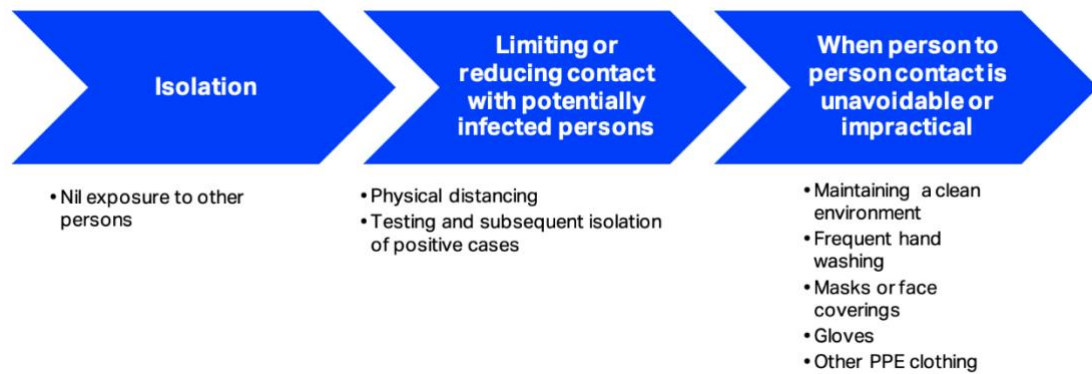 Isolation
• Nil exposure to other
persons
Limiting or
reducing contact
with potentially
infected persons
• Physical distancing
• Testing and subsequent isolation
of positive cases
When person to
person contact is
unavoidable or
impractical
• Maintaining a clean
environment
• Frequent hand
washing
• Masks or face
coverings
• Gloves
• Other PPE clothing